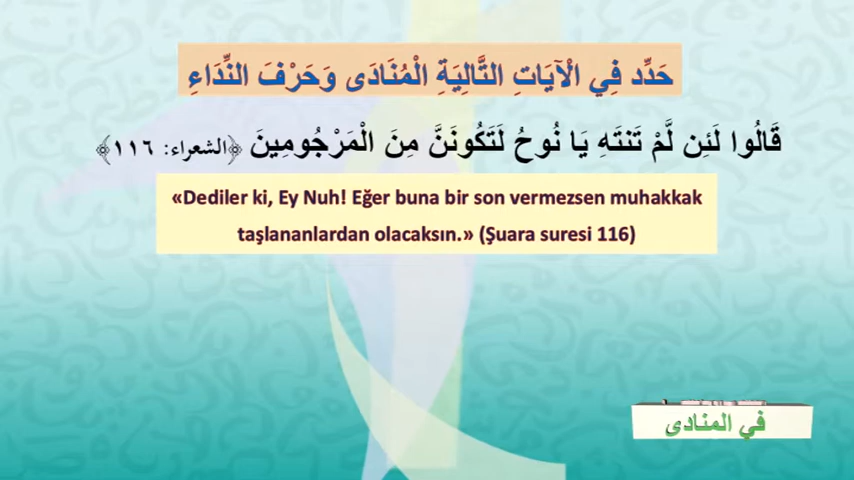 حَدِّد فِي الْآيَاتِ التَّالِيَةِ الْمُنَادَى وَحَرْفَ النِّدَاءِ
قَالُوا لَئِن لَّمْ تَنتَهِ يَا نُوحُ لَتَكُونَنَّ مِنَ الْمَرْجُومِينَ ﴿الشعراء: ١١٦﴾
«Dediler ki, Ey Nuh! Eğer buna bir son vermezsen muhakkak
taşlananlardan olacaksın.» (Şuara suresi 116)
في المنادى